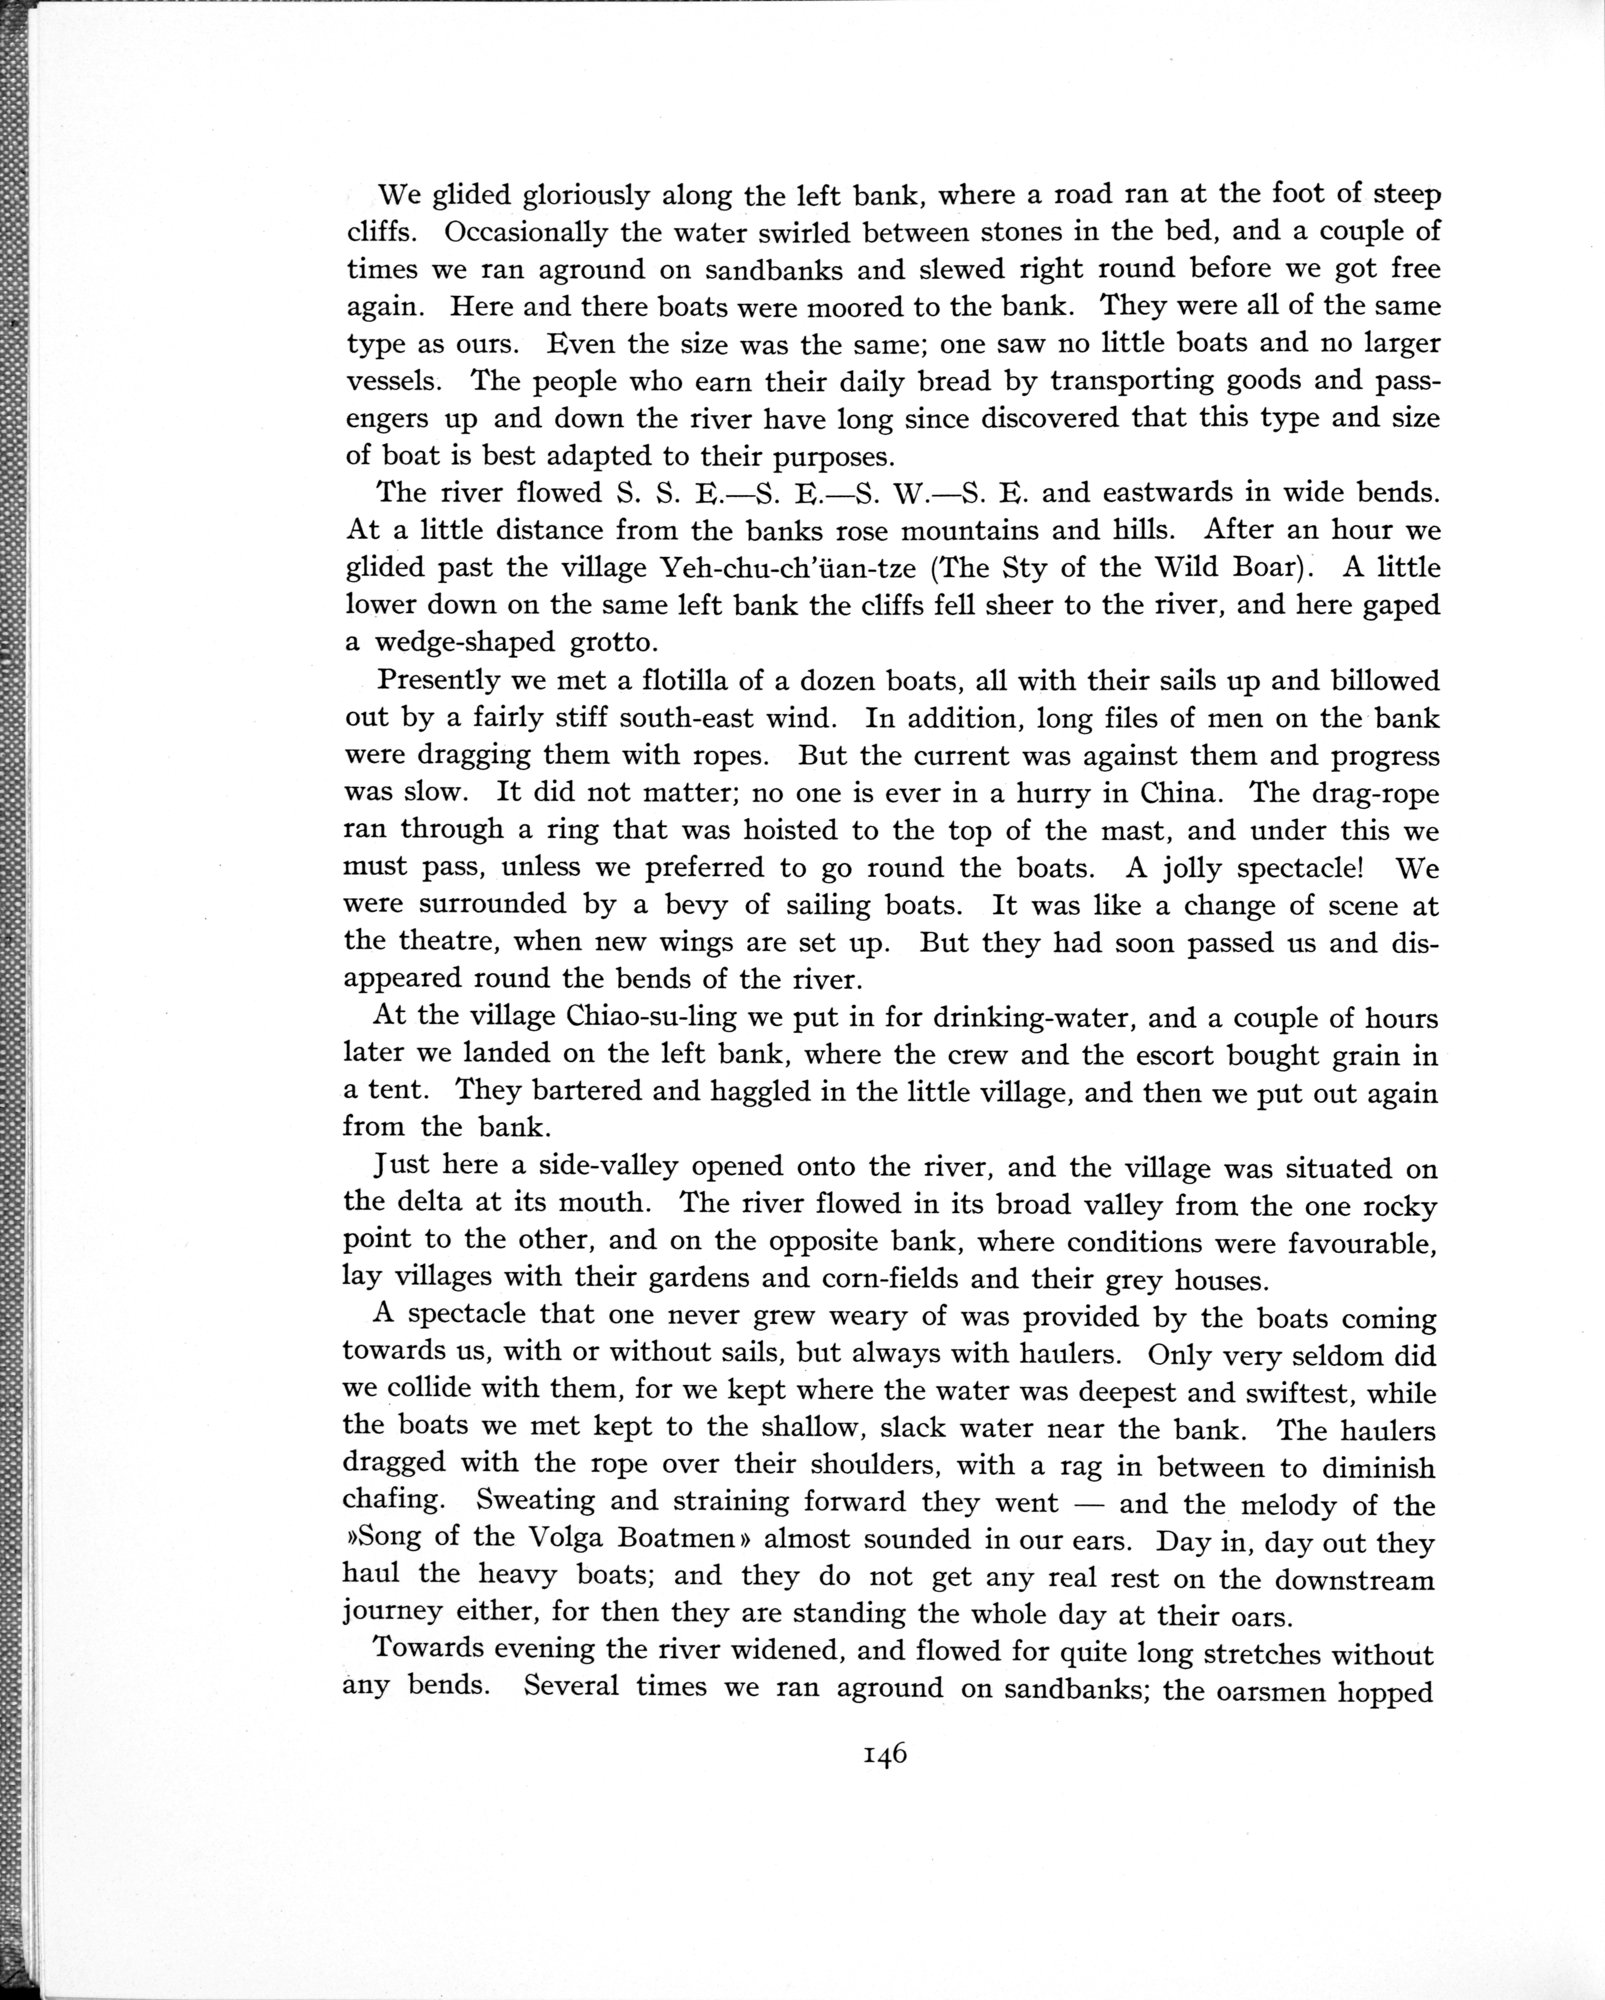 We glided gloriously along the left bank, where a road ran at the foot of steep
cliffs. Occasionally the water swirled between stones in the bed, and a couple of
times we ran aground on sandbanks and slewed right round before we got free
again. Here and there boats were moored to the bank. They were all of the same
type as ours. Even the size was the same; one saw no little boats and no larger
vessels. The people who earn their daily bread by transporting goods and pass-
engers up and down the river have long since discovered that this type and size
of boat is best adapted to their purposes.
The river flowed S. S. E.—S. E.—S. W.—S. E. and eastwards in wide bends.
At a little distance from the banks rose mountains and hills. After an hour we
glided past the village Yeh-chu-ch'üan-tze (The Sty of the Wild Boar). A little
lower down on the same left bank the cliffs fell sheer to the river, and here gaped
a wedge-shaped grotto.
Presently we met a flotilla of a dozen boats, all with their sails up and billowed
out by a fairly stiff south-east wind. In addition, long files of men on the bank
were dragging them with ropes. But the current was against them and progress
was slow. It did not matter; no one is ever in a hurry in China. The drag-rope
ran through a ring that was hoisted to the top of the mast, and under this we
must pass, unless we preferred to go round the boats. A jolly spectacle! We
were surrounded by a bevy of sailing boats. It was like a change of scene at
the theatre, when new wings are set up. But they had soon passed us and dis-
appeared round the bends of the river.
At the village Chiao-su-ling we put in for drinking-water, and a couple of hours
later we landed on the left bank, where the crew and the escort bought grain in
a tent. They bartered and haggled in the little village, and then we put out again
from the bank.
Just here a side-valley opened onto the river, and the village was situated on
the delta at its mouth. The river flowed in its broad valley from the one rocky
point to the other, and on the opposite bank, where conditions were favourable,
lay villages with their gardens and corn-fields and their grey houses.
A spectacle that one never grew weary of was provided by the boats coming
towards us, with or without sails, but always with haulers. Only very seldom did
we collide with them, for we kept where the water was deepest and swiftest, while
the boats we met kept to the shallow, slack water near the bank. The haulers
dragged with the rope over their shoulders, with a rag in between to diminish
chafing. Sweating and straining forward they went — and the melody of the
»Song of the Volga Boatmen» almost sounded in our ears. Day in, day out they
haul the heavy boats; and they do not get any real rest on the downstream
journey either, for then they are standing the whole day at their oars.
Towards evening the river widened, and flowed for quite long stretches without
any bends. Several times we ran aground on sandbanks; the oarsmen hopped
146